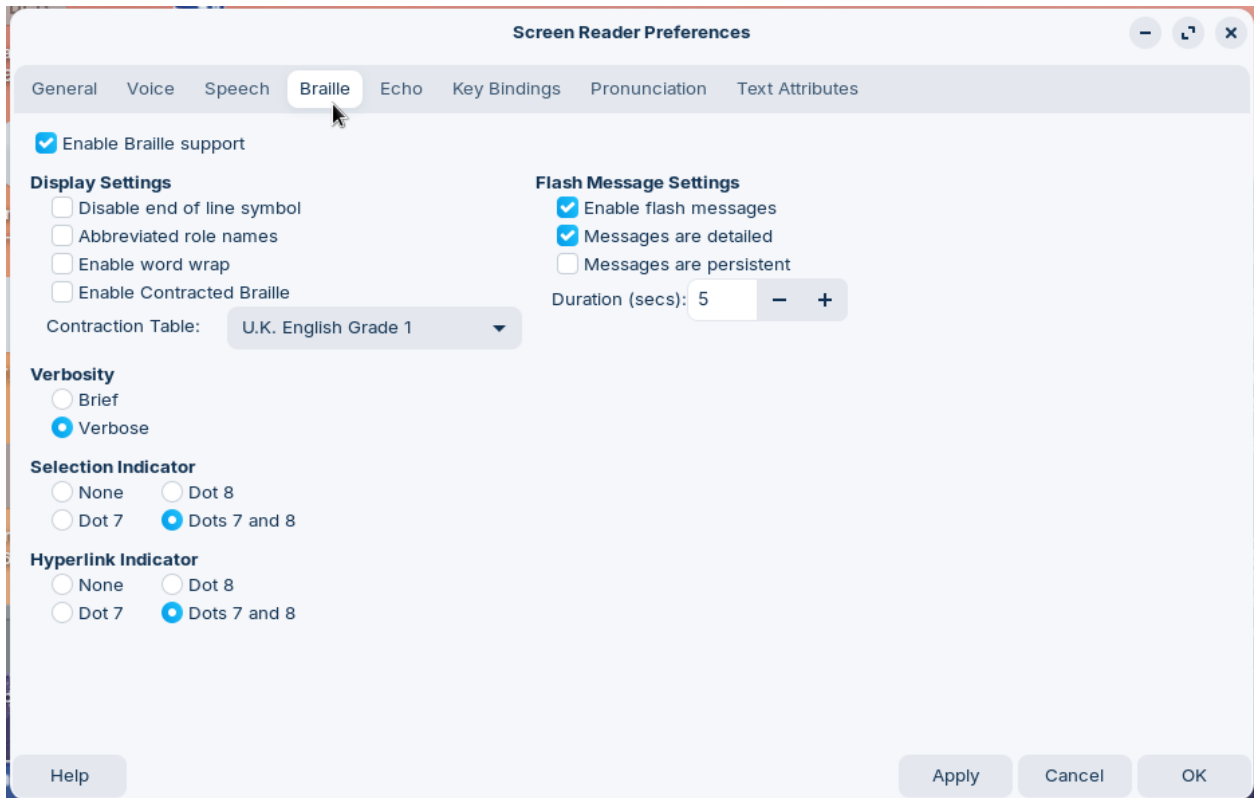 Screen Reader Preferences
General Voice Speech Braille Echo Key Bindings Pronunciation Text Attributes
Enable Braille support
Display Settings
Disable end of line symbol
Abbreviated role names
Enable word wrap
Enable Contracted Braille
Contraction Table: U.K. English Grade 1
Flash Message Settings
Enable flash messages
Messages are detailed
Messages are persistent
Duration (secs): 5
Verbosity
Brief
Verbose
Selection Indicator
None Dot 8
Dot 7 Dots 7 and 8
Hyperlink Indicator
None Dot 8
Dot 7 Dots 7 and 8
Help Apply Cancel OK